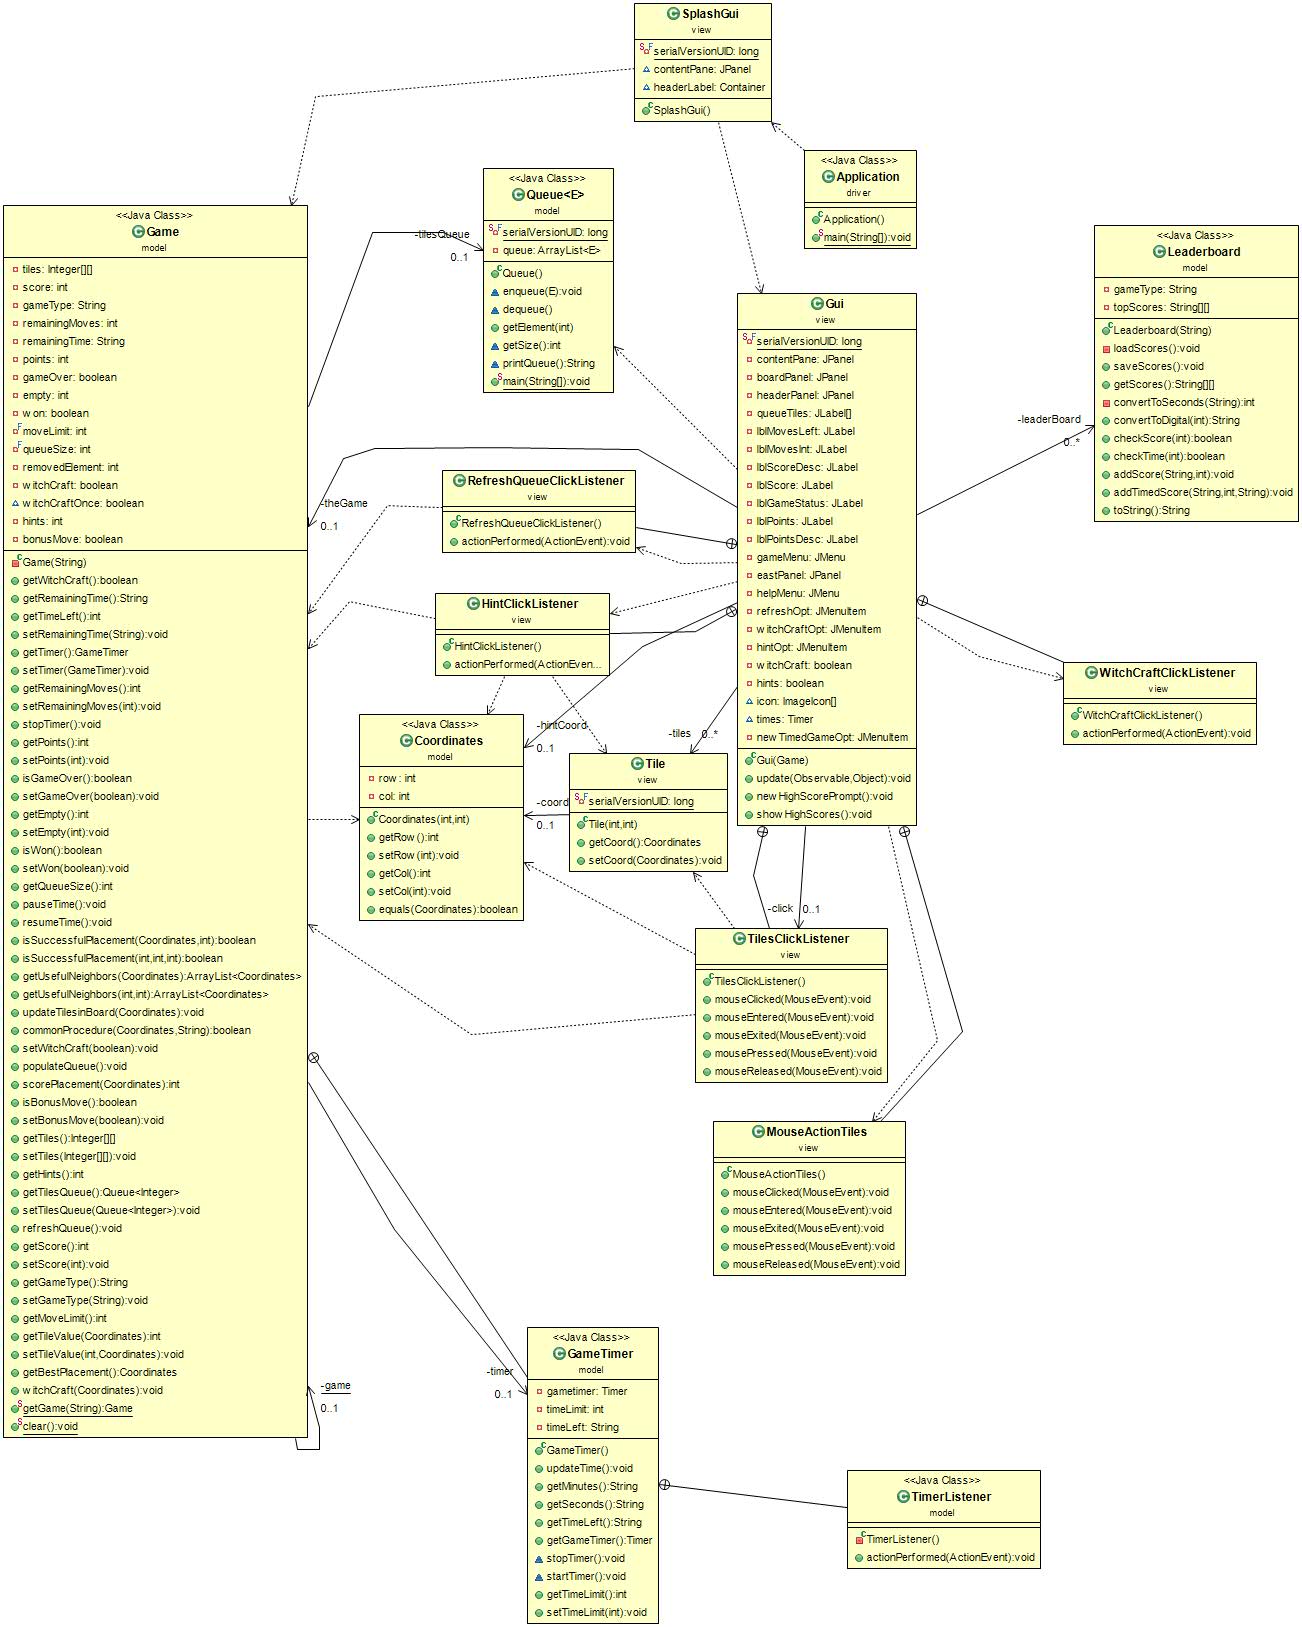 SplashGui
view
serialVersionUID: long
contentPane: JPanel
headerLabel: Container
SplashGui()
<<Java Class>>
Application
driver
Application()
main(String[]):void
<<Java Class>>
Queue<E>
model
serialVersionUID: long
queue: ArrayList<E>
Queue()
enqueue(E):void
dequeue()
getElement(int)
getSize():int
printQueue():String
main(String[]):void
-tilesQueue
0..1
<<Java Class>>
Game
model
tiles: Integer[][]
score: int
gameType: String
remainingMoves: int
remainingTime: String
points: int
gameOver: boolean
empty: int
won: boolean
moveLimit: int
queueSize: int
removedElement: int
witchCraft: boolean
witchCraftOnce: boolean
hints: int
bonusMove: boolean
Game(String)
getWitchCraft():boolean
getRemainingTime():String
getTimeLeft():int
setRemainingTime(String):void
getTimer():GameTimer
setTimer(GameTimer):void
getRemainingMoves():int
setRemainingMoves(int):void
stopTimer():void
getPoints():int
setPoints(int):void
isGameOver():boolean
setGameOver(boolean):void
getEmpty():int
setEmpty(int):void
isWon():boolean
setWon(boolean):void
getQueueSize():int
pauseTime():void
resumeTime():void
isSuccessfulPlacement(Coordinates,int):boolean
isSuccessfulPlacement(int,int,int):boolean
getUsefulNeighbors(Coordinates):ArrayList<Coordinates>
getUsefulNeighbors(int,int):ArrayList<Coordinates>
updateTilesinBoard(Coordinates):void
commonProcedure(Coordinates,String):boolean
setWitchCraft(boolean):void
populateQueue():void
scorePlacement(Coordinates):int
isBonusMove():boolean
setBonusMove(boolean):void
getTiles():Integer[][]
setTiles(Integer[][]):void
getHints():int
getTilesQueue():Queue<Integer>
setTilesQueue(Queue<Integer>):void
refreshQueue():void
getScore():int
setScore(int):void
getGameType():String
setGameType(String):void
getMoveLimit():int
getTileValue(Coordinates):int
setTileValue(int,Coordinates):void
getBestPlacement():Coordinates
witchCraft(Coordinates):void
getGame(String):Game
clear():void
-game
0..1
-theGame
0..1
Gui
view
serialVersionUID: long
contentPane: JPanel
boardPanel: JPanel
headerPanel: JPanel
queueTiles: JLabel[]
lblMovesLeft: JLabel
lblMovesInt: JLabel
lblScoreDesc: JLabel
lblScore: JLabel
lblGameStatus: JLabel
lblPoints: JLabel
lblPointsDesc: JLabel
gameMenu: JMenu
eastPanel: JPanel
helpMenu: JMenu
refreshOpt: JMenuItem
witchCraftOpt: JMenuItem
hintOpt: JMenuItem
witchCraft: boolean
hints: boolean
icon: ImageIcon[]
times: Timer
newTimedGameOpt: JMenuItem
Gui(Game)
update(Observable,Object):void
newHighScorePrompt():void
showHighScores():void
<<Java Class>>
Leaderboard
model
gameType: String
topScores: String[][]
Leaderboard(String)
loadScores():void
saveScores():void
getScores():String[][]
convertToSeconds(String):int
convertToDigital(int):String
checkScore(int):boolean
checkTime(int):boolean
addScore(String,int):void
addTimedScore(String,int,String):void
toString():String
-leaderBoard
0..*
RefreshQueueClickListener
view
RefreshQueueClickListener()
actionPerformed(ActionEvent):void
HintClickListener
view
HintClickListener()
actionPerformed(ActionEven...
WitchCraftClickListener
view
WitchCraftClickListener()
actionPerformed(ActionEvent):void
<<Java Class>>
Coordinates
model
row: int
col: int
Coordinates(int,int)
getRow():int
setRow(int):void
getCol():int
setCol(int):void
equals(Coordinates):boolean
-hintCoord
0..1
-tiles
0..*
Tile
view
serialVersionUID: long
Tile(int,int)
getCoord():Coordinates
setCoord(Coordinates):void
-coord
0..1
-click
0..1
TilesClickListener
view
TilesClickListener()
mouseClicked(MouseEvent):void
mouseEntered(MouseEvent):void
mouseExited(MouseEvent):void
mousePressed(MouseEvent):void
mouseReleased(MouseEvent):void
MouseActionTiles
view
MouseActionTiles()
mouseClicked(MouseEvent):void
mouseEntered(MouseEvent):void
mouseExited(MouseEvent):void
mousePressed(MouseEvent):void
mouseReleased(MouseEvent):void
-timer
0..1
<<Java Class>>
GameTimer
model
gametimer: Timer
timeLimit: int
timeLeft: String
GameTimer()
updateTime():void
getMinutes():String
getSeconds():String
getTimeLeft():String
getGameTimer():Timer
stopTimer():void
startTimer():void
getTimeLimit():int
setTimeLimit(int):void
<<Java Class>>
TimerListener
model
TimerListener()
actionPerformed(ActionEvent):void